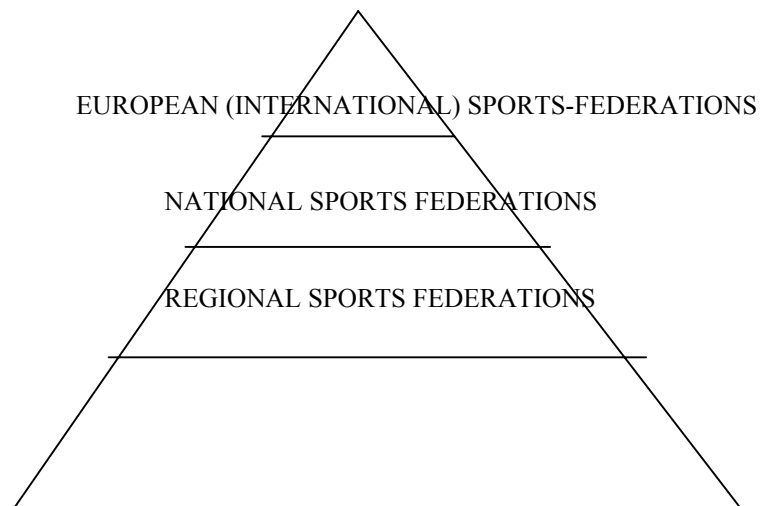 EUROPEAN (INTERNATIONAL) SPORTS-FEDERATIONS
NATIONAL SPORTS FEDERATIONS
REGIONAL SPORTS FEDERATIONS